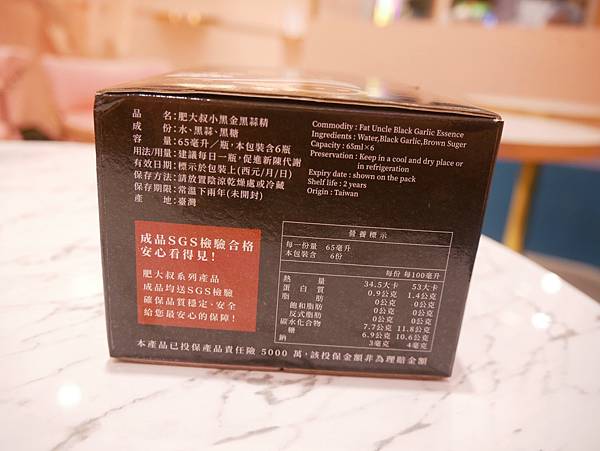 品　　名：肥大叔小黑金黑蒜精
成　　份：水、黑蒜、黑糖
容　　量：65毫升／瓶，本包裝含6瓶
用法/用量：建議每日一瓶，促進新陳代謝
有效日期：標示於包裝上(西元/月/日)
保存方法：請放置陰涼乾燥處或冷藏
保存期限：常溫下兩年(未開封)
產　　地：臺灣
Commodity : Fat Uncle Black Garlic Essence
Ingredients : Water,Black Garlic,Brown Suger
Capacity : 65ml×6
Preservation : Keep in a cool and dry place or
in refrigeration
Expiry date : shown on the pack
Shelf life : 2 years
Origin : Taiwan
成品SGS檢驗合格
安心看得見！
肥大叔系列產品
成品均送SGS檢驗
確保品質穩定、安全
給您最安心的保障！
營養標示
每一份量　65毫升
本包裝含　6份
每份　每100毫升
熱量　34.5大卡　53大卡
蛋白質　0.9公克　1.4公克
脂肪　0公克　0公克
飽和脂肪　0公克　0公克
反式脂肪　0公克　0公克
碳水化合物　7.7公克　11.8公克
糖　6.9公克　10.6公克
鈉　3毫克　4毫克
本產品已投保產品責任險 5000 萬，該投保金額非為理賠金額